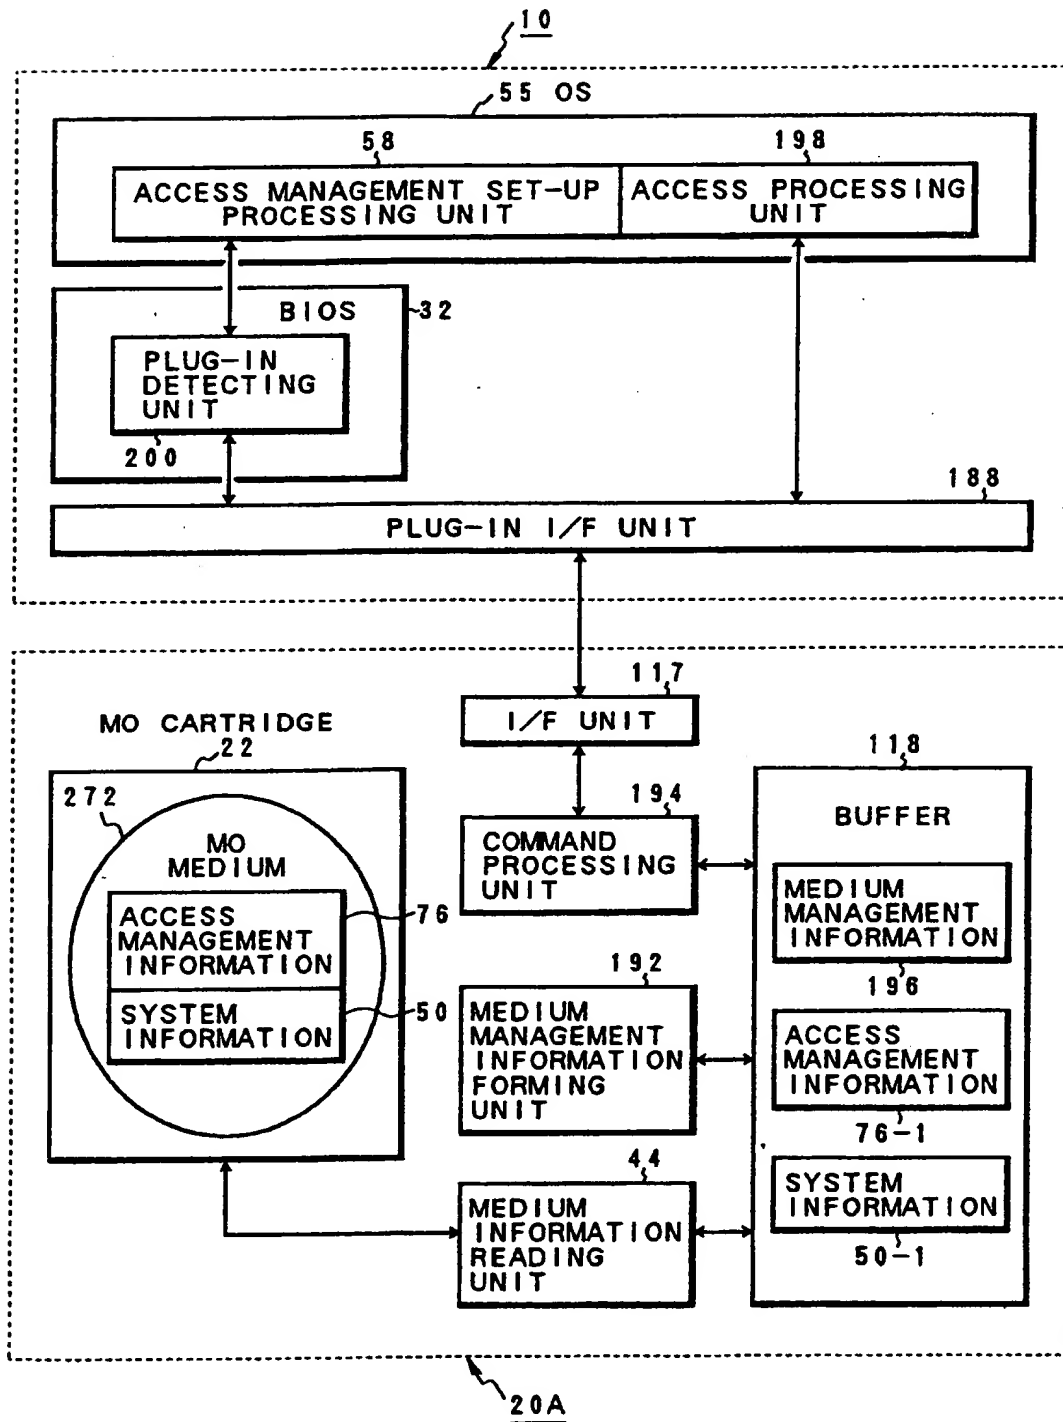 10
55 OS
58
198
ACCESS MANAGEMENT SET-UP
PROCESSING UNIT
ACCESS PROCESSING
UNIT
BIOS
32
PLUG-IN
DETECTING
UNIT
200
188
PLUG-IN I/F UNIT
117
I/F UNIT
MO CARTRIDGE
22
272
MO
MEDIUM
ACCESS
MANAGEMENT
INFORMATION
76
SYSTEM
INFORMATION
50
194
COMMAND
PROCESSING
UNIT
192
MEDIUM
MANAGEMENT
INFORMATION
FORMING
UNIT
44
MEDIUM
INFORMATION
READING
UNIT
118
BUFFER
MEDIUM
MANAGEMENT
INFORMATION
196
ACCESS
MANAGEMENT
INFORMATION
76-1
SYSTEM
INFORMATION
50-1
20A